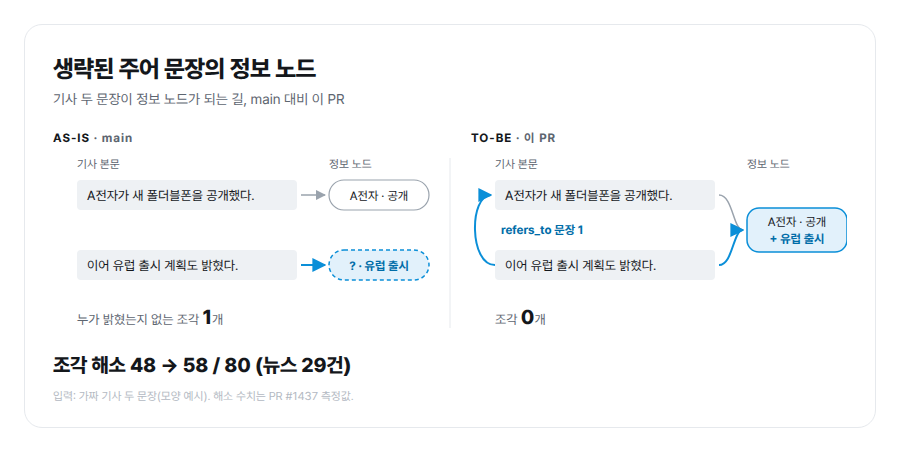 생략된 주어 문장의 정보 노드
기사 두 문장이 정보 노드가 되는 길, main 대비 이 PR
AS-IS · main
기사 본문
정보 노드
A전자가 새 폴더블폰을 공개했다.
A전자 · 공개
이어 유럽 출시 계획도 밝혔다.
? · 유럽 출시
누가 밝혔는지 없는 조각 1개
TO-BE · 이 PR
기사 본문
정보 노드
A전자가 새 폴더블폰을 공개했다.
refers_to 문장 1
이어 유럽 출시 계획도 밝혔다.
A전자 · 공개
+ 유럽 출시
조각 0개
조각 해소 48 → 58 / 80 (뉴스 29건)
입력: 가짜 기사 두 문장(모양 예시). 해소 수치는 PR #1437 측정값.